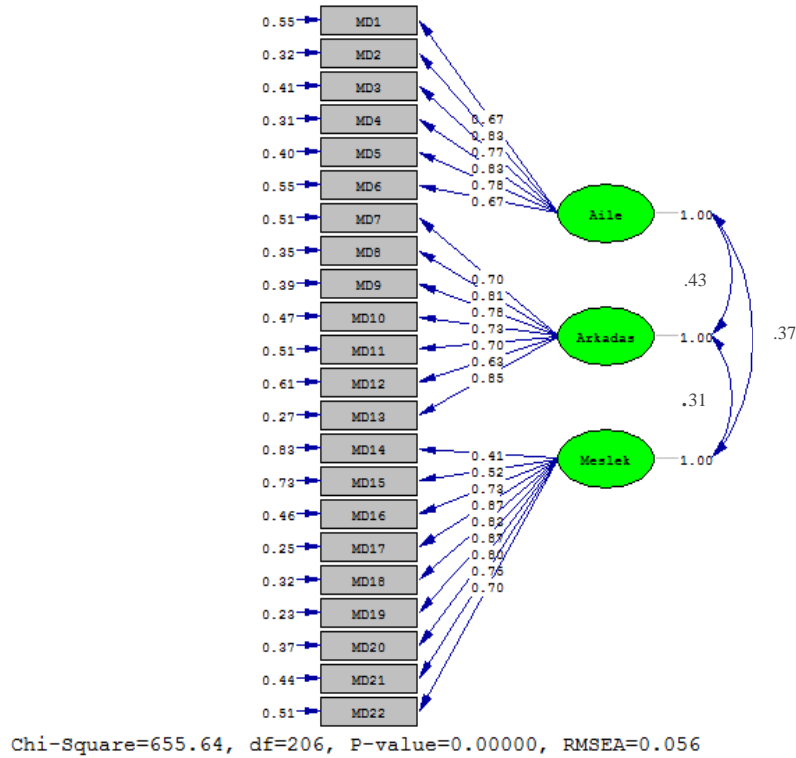 0.55 MD1
0.32 MD2
0.41 MD3
0.31 MD4
0.40 MD5
0.55 MD6
0.51 MD7
0.35 MD8
0.39 MD9
0.47 MD10
0.51 MD11
0.61 MD12
0.27 MD13
0.83 MD14
0.73 MD15
0.46 MD16
0.25 MD17
0.32 MD18
0.23 MD19
0.37 MD20
0.44 MD21
0.51 MD22
0.67
0.83
0.77
0.83
0.78
0.67
0.70
0.81
0.78
0.73
0.70
0.63
0.85
0.41
0.52
0.73
0.87
0.83
0.87
0.80
0.75
0.70
Aile 1.00
Arkadas 1.00
Meslek 1.00
.43
.37
.31
Chi-Square=655.64, df=206, P-value=0.00000, RMSEA=0.056